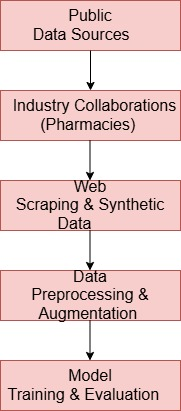 Public
Data Sources
Industry Collaborations
(Pharmacies)
Web
Scraping & Synthetic
Data
Data
Preprocessing &
Augmentation
Model
Training & Evaluation